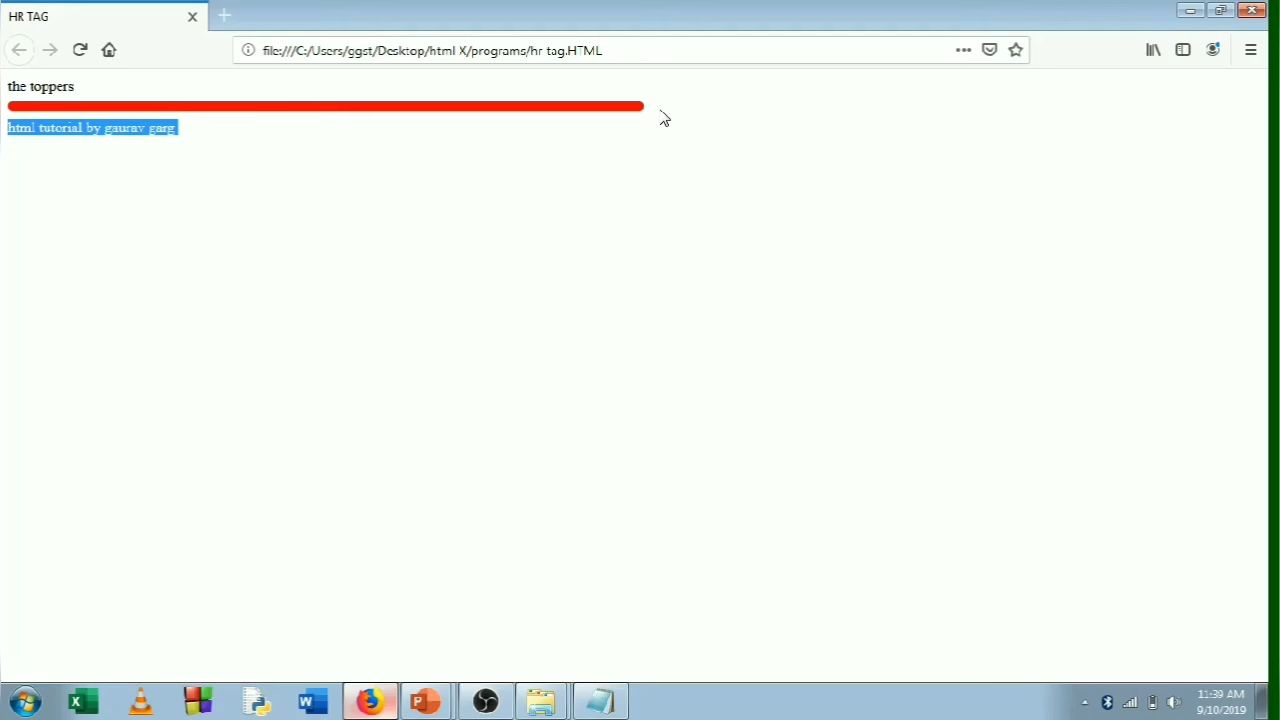 HR TAG
file:///C:/Users/ggst/Desktop/html X/programs/hr tag.HTML
the toppers
html tutorial by gaurav garg
11:39 AM
9/10/2019